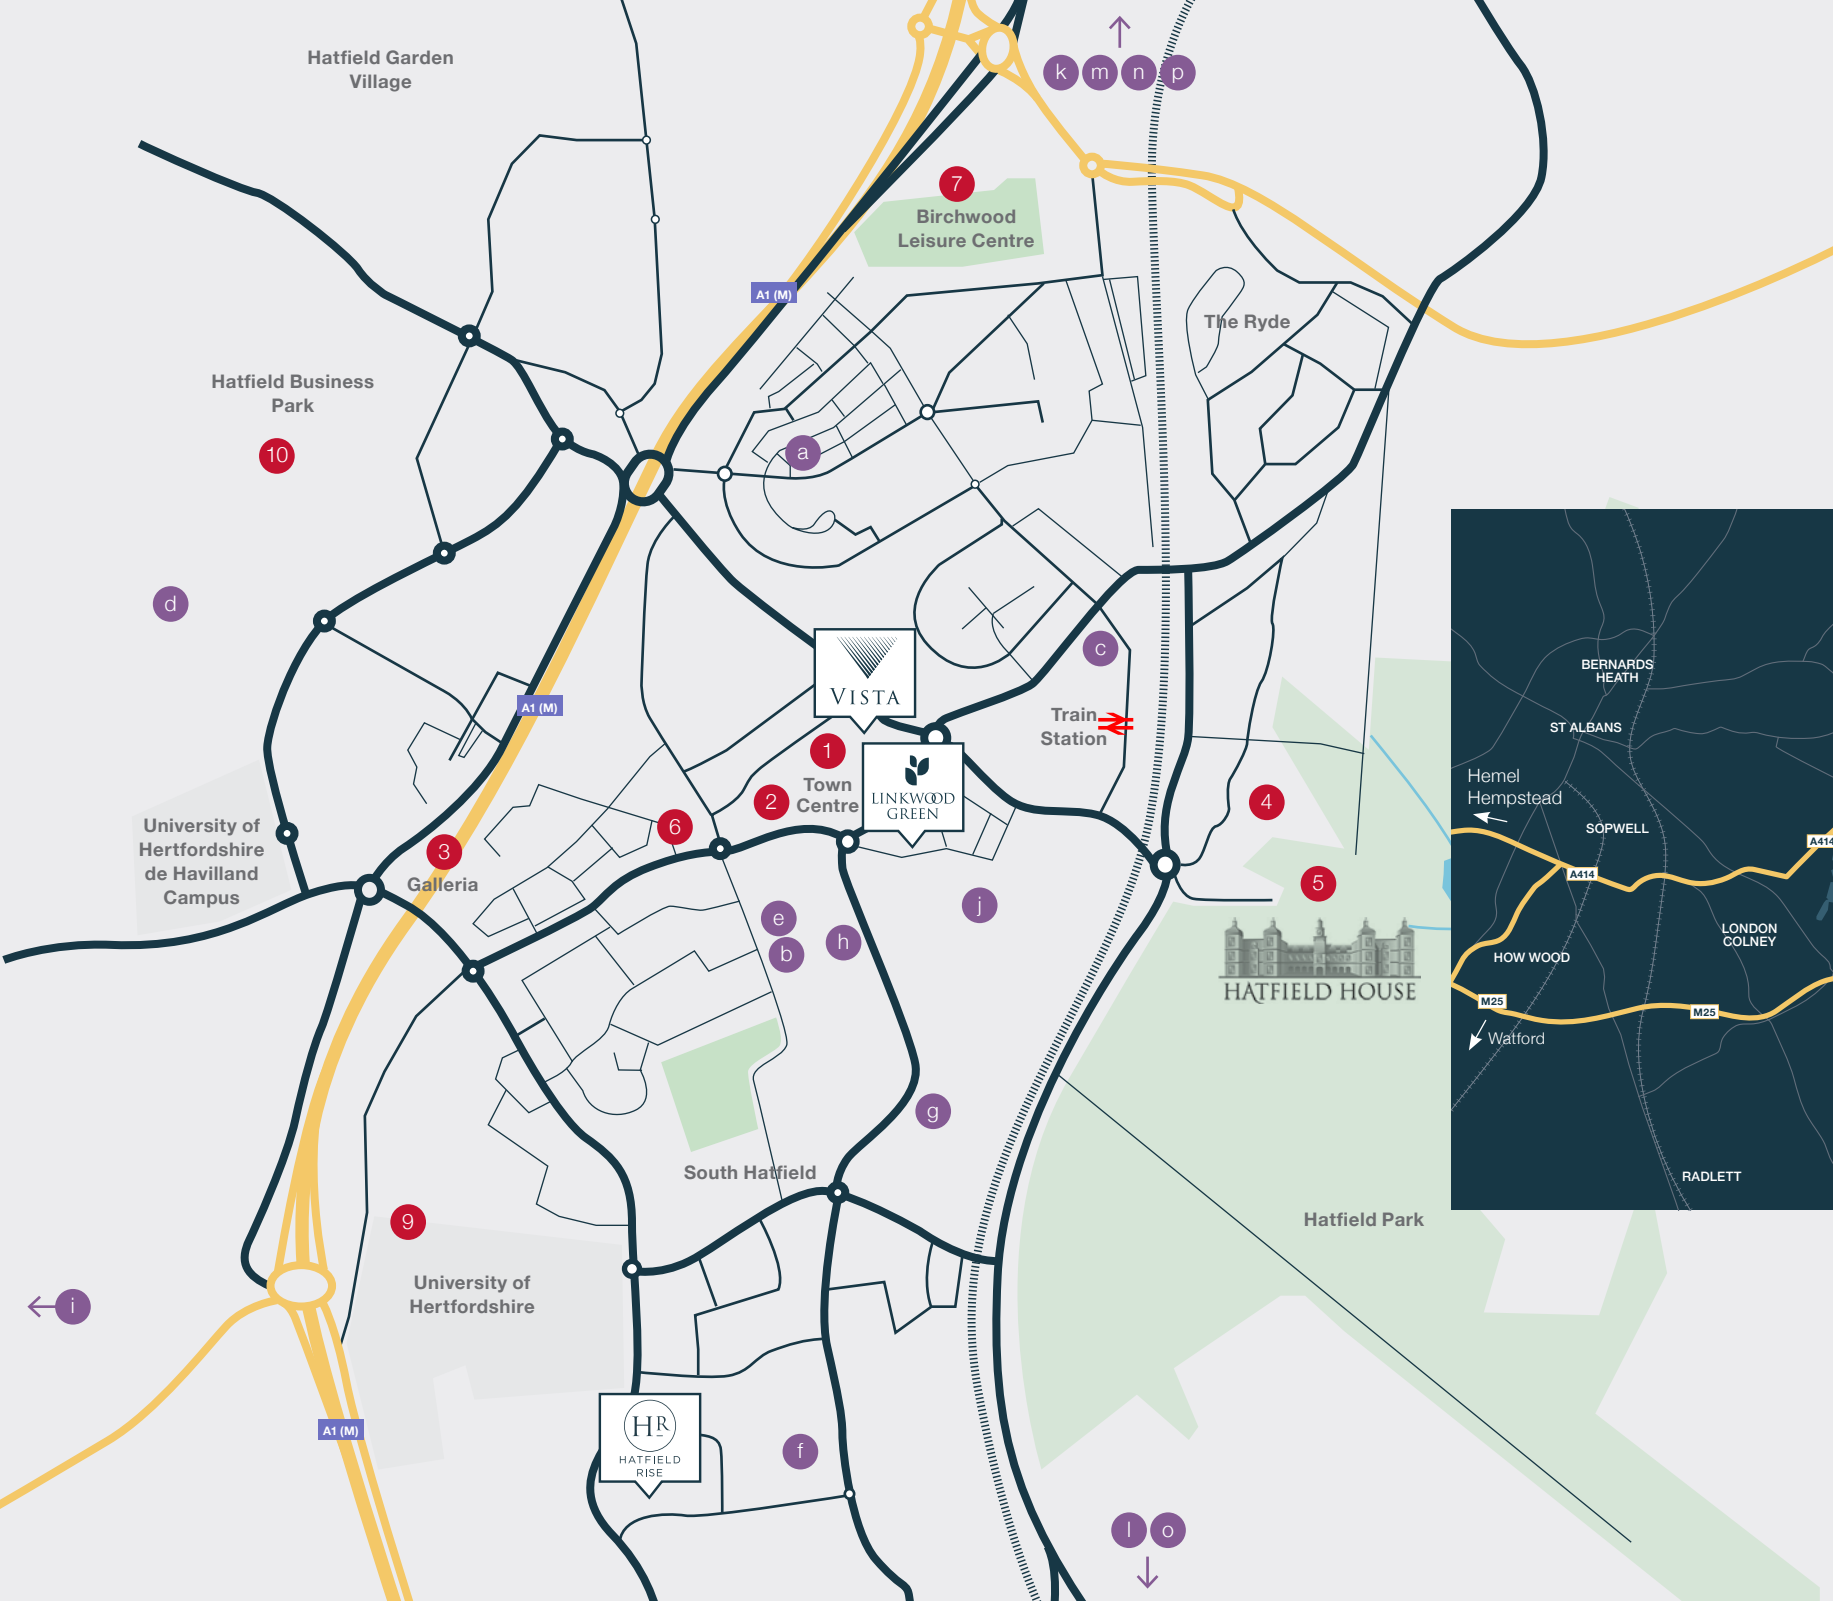 Hatfield Garden
Village
k m n p
7
Birchwood
Leisure Centre
A1 (M)
The Ryde
Hatfield Business
Park
10
a
d
c
VISTA
A1 (M)
Train
Station
1
Town
Centre
2
LINKWOOD
GREEN
4
6
University of
Hertfordshire
de Havilland
Campus
3
Galleria
5
e
b
h
j
HATFIELD HOUSE
g
South Hatfield
Hatfield Park
9
University of
Hertfordshire
i
A1 (M)
HR
HATFIELD
RISE
f
l o
BERNARDS
HEATH
ST ALBANS
Hemel
Hempstead
SOPWELL
A414
A414
LONDON
COLNEY
HOW WOOD
M25
M25
Watford
RADLETT